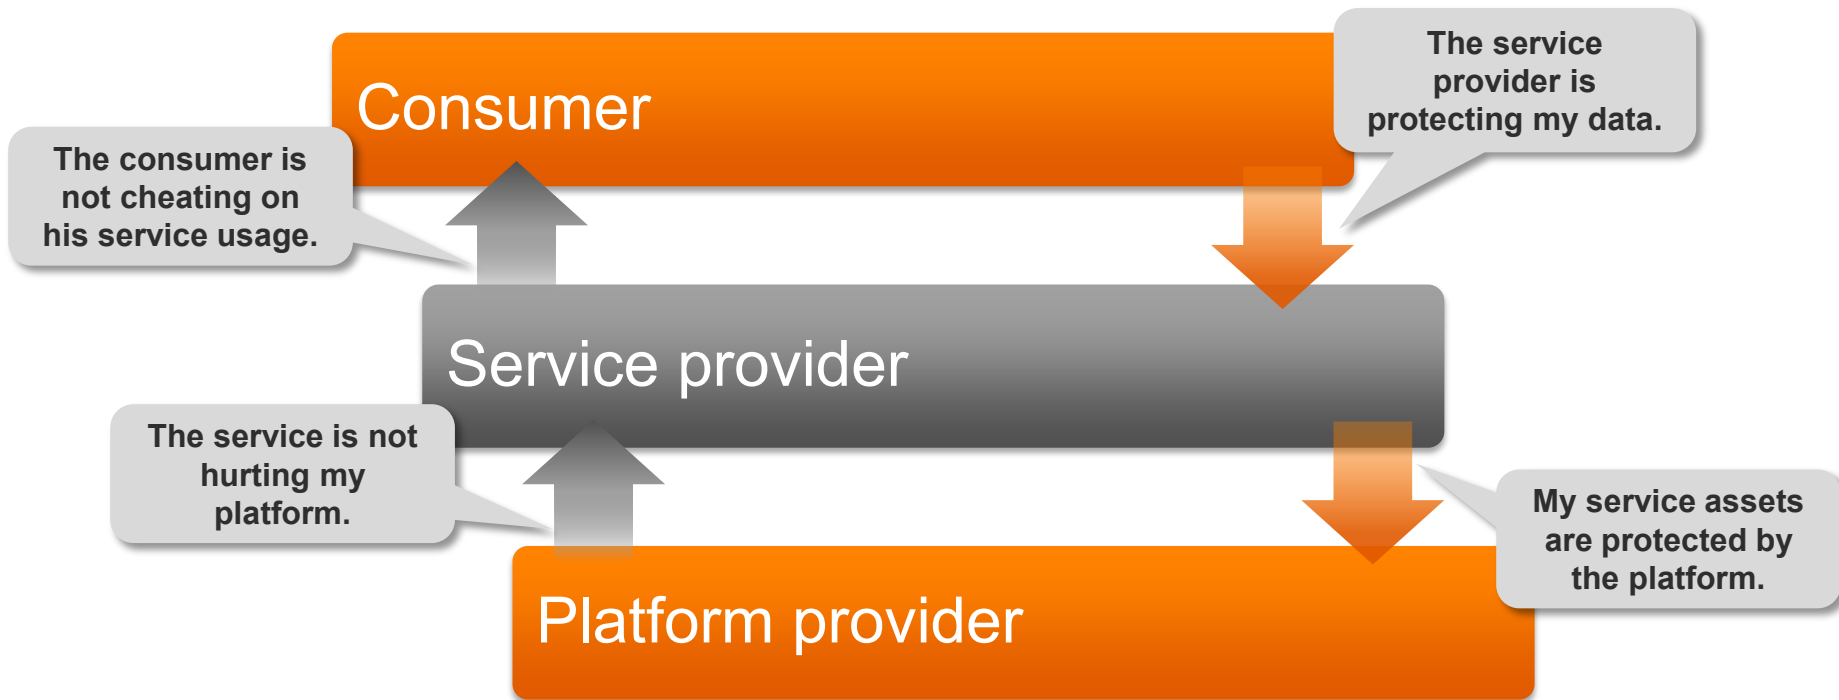 Consumer
The service
provider is
protecting my data.
The consumer is
not cheating on
his service usage.
Service provider
The service is not
hurting my
platform.
My service assets
are protected by
the platform.
Platform provider